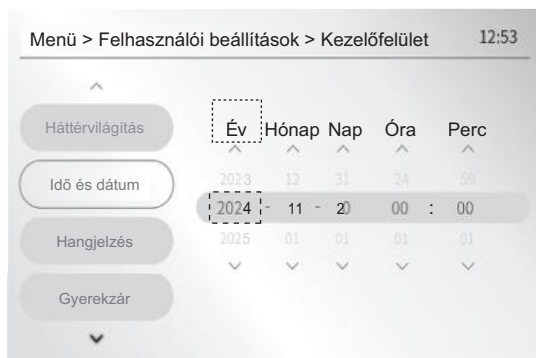 Menü > Felhasználói beállítások > Kezelőfelület 12:53
Háttérvilágítás
Idő és dátum
Hangjelzés
Gyerekzár
Év Hónap Nap Óra Perc
2023 12 31 24 59
2024 - 11 - 20 00 : 00
2025 01 01 01 01